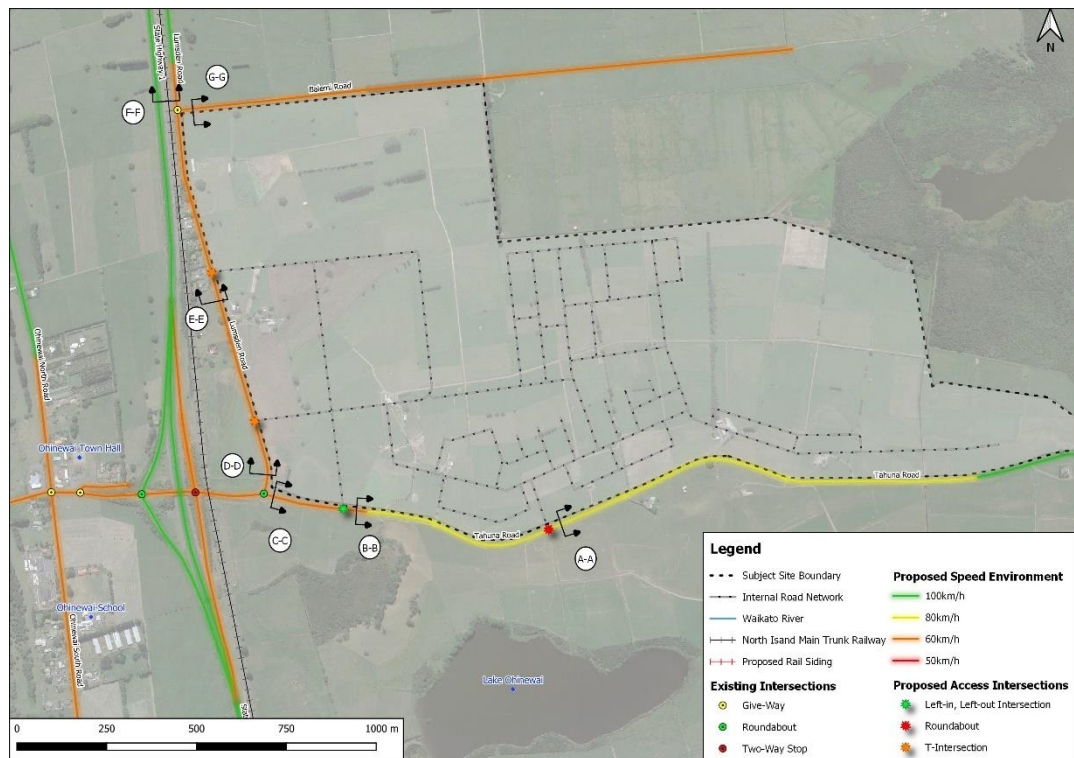 State Highway 1
Lumsden Road
N
G-G
F-F
Balemi Road
E-E
Lumsden Road
Ohinewai North Road
Ohinewai Town Hall
D-D
Tahuna Road
C-C
B-B
Tahuna Road
A-A
Ohinewai School
Ohinewai South Road
Lake Ohinewai
State
0 250 500 750 1000 m
Legend
Subject Site Boundary
Internal Road Network
Waikato River
North Isand Main Trunk Railway
Proposed Rail Siding
Existing Intersections
Give-Way
Roundabout
Two-Way Stop
Proposed Speed Environment
100km/h
80km/h
60km/h
50km/h
Proposed Access Intersections
Left-in, Left-out Intersection
Roundabout
T-Intersection